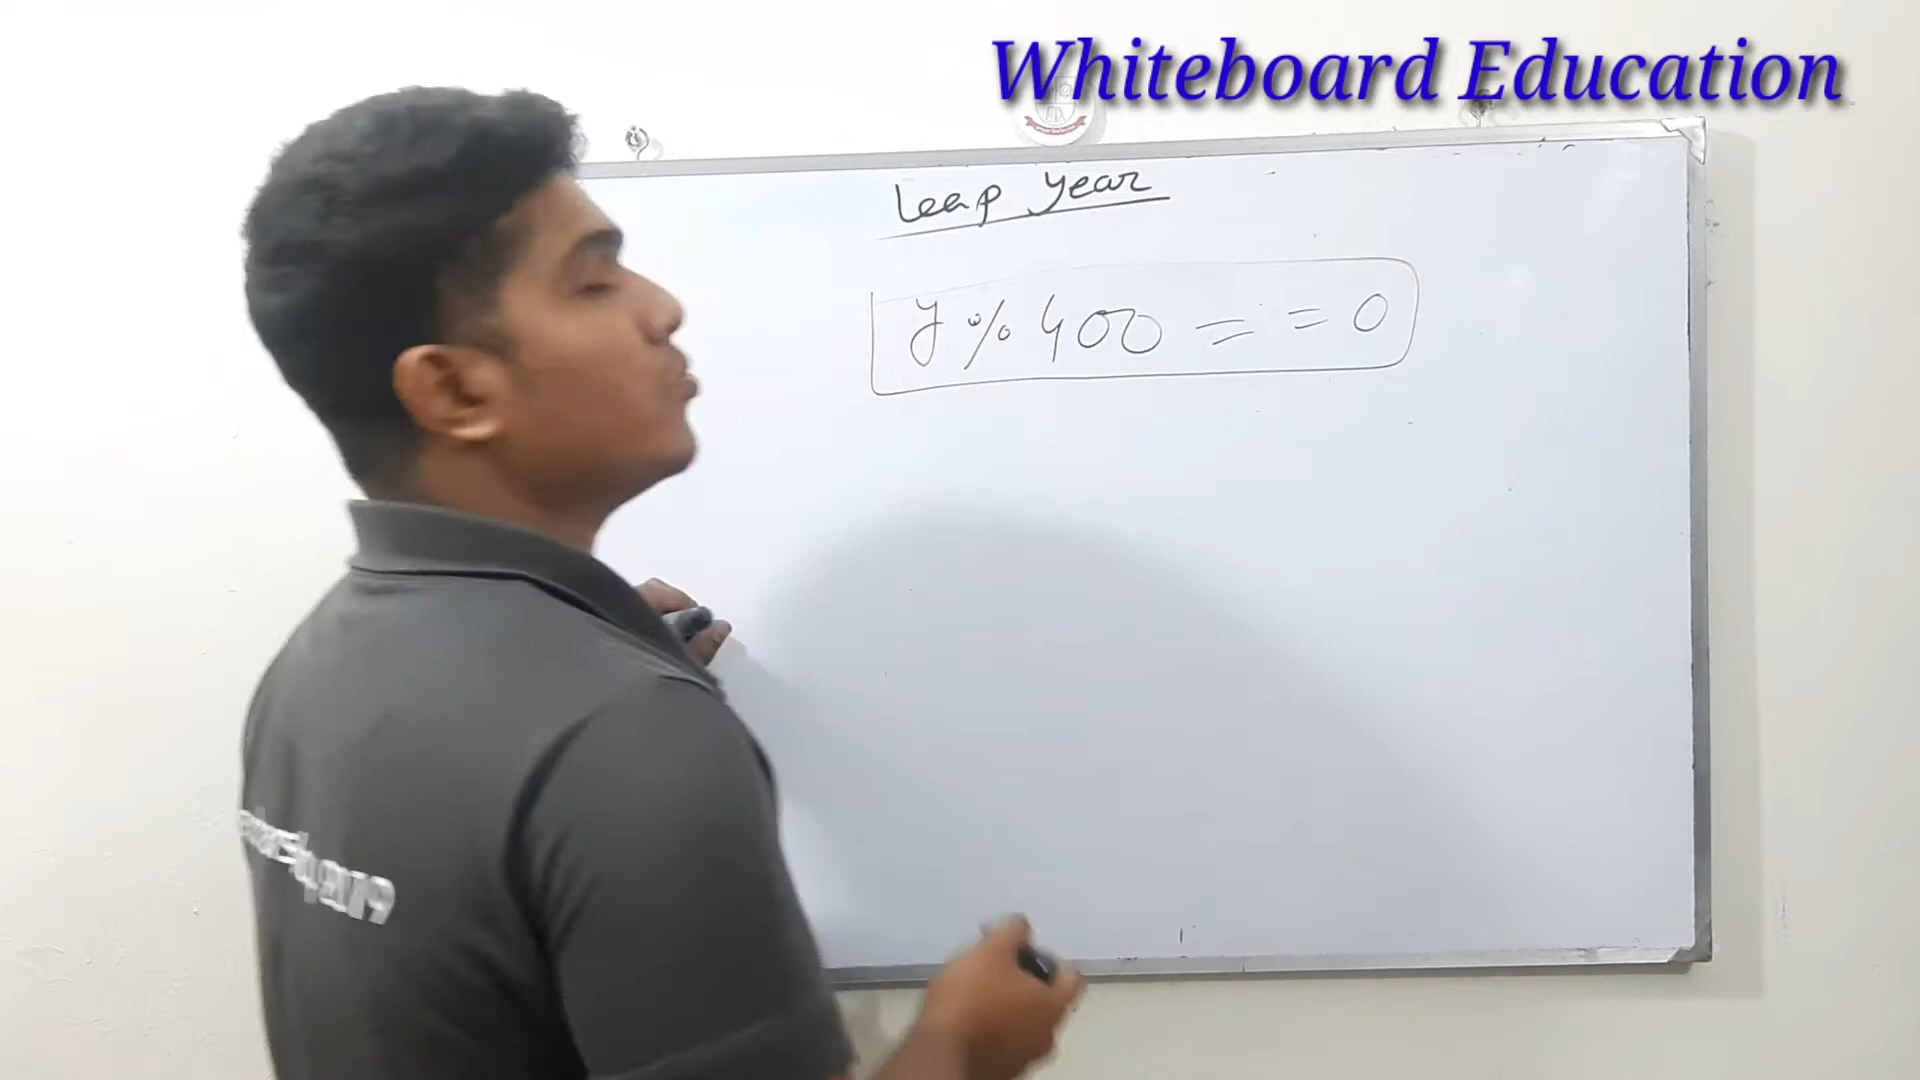 Whiteboard Education
Leap Year
y % 400 = = 0